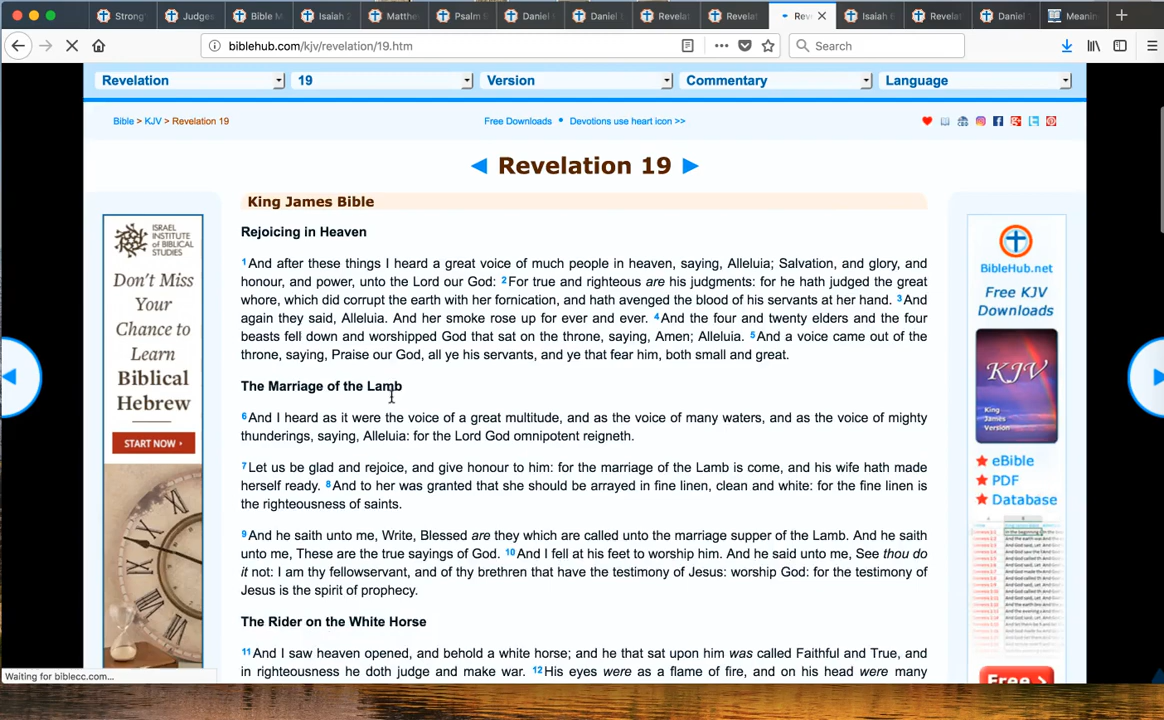 Strong
Judges
Bible M
Isaiah 2
Matthe
Psalm
Daniel
Daniel
Revelat
Revelat
Rev
Isaiah 6
Revelat
Daniel
Meanin
biblehub.com/kjv/revelation/19.htm
Search
Revelation
19
Version
Commentary
Language
Bible > KJV > Revelation 19
Free Downloads • Devotions use heart icon >>
◄ Revelation 19 ►
King James Bible
Rejoicing in Heaven
1And after these things I heard a great voice of much people in heaven, saying, Alleluia; Salvation, and glory, and
honour, and power, unto the Lord our God: 2For true and righteous are his judgments: for he hath judged the great
whore, which did corrupt the earth with her fornication, and hath avenged the blood of his servants at her hand. 3And
again they said, Alleluia. And her smoke rose up for ever and ever. 4And the four and twenty elders and the four
beasts fell down and worshipped God that sat on the throne, saying, Amen; Alleluia. 5And a voice came out of the
throne, saying, Praise our God, all ye his servants, and ye that fear him, both small and great.
The Marriage of the Lamb
6And I heard as it were the voice of a great multitude, and as the voice of many waters, and as the voice of mighty
thunderings, saying, Alleluia: for the Lord God omnipotent reigneth.
7Let us be glad and rejoice, and give honour to him: for the marriage of the Lamb is come, and his wife hath made
herself ready. 8And to her was granted that she should be arrayed in fine linen, clean and white: for the fine linen is
the righteousness of saints.
9And he saith unto me, Write, Blessed are they which are called unto the marriage supper of the Lamb. And he saith
unto me, These are the true sayings of God. 10And I fell at his feet to worship him. And he said unto me, See thou do
it not: I am thy fellowservant, and of thy brethren that have the testimony of Jesus: worship God: for the testimony of
Jesus is the spirit of prophecy.
The Rider on the White Horse
11And I saw heaven opened, and behold a white horse; and he that sat upon him was called Faithful and True, and
in righteousness he doth judge and make war. 12His eyes were as a flame of fire, and on his head were many
ISRAEL
INSTITUTE
OF BIBLICAL
STUDIES
Don't Miss
Your
Chance to
Learn
Biblical
Hebrew
START NOW
BibleHub.net
Free KJV
Downloads
KJV
King
James
Version
eBible
PDF
Database
Free >
Waiting for biblecc.com...